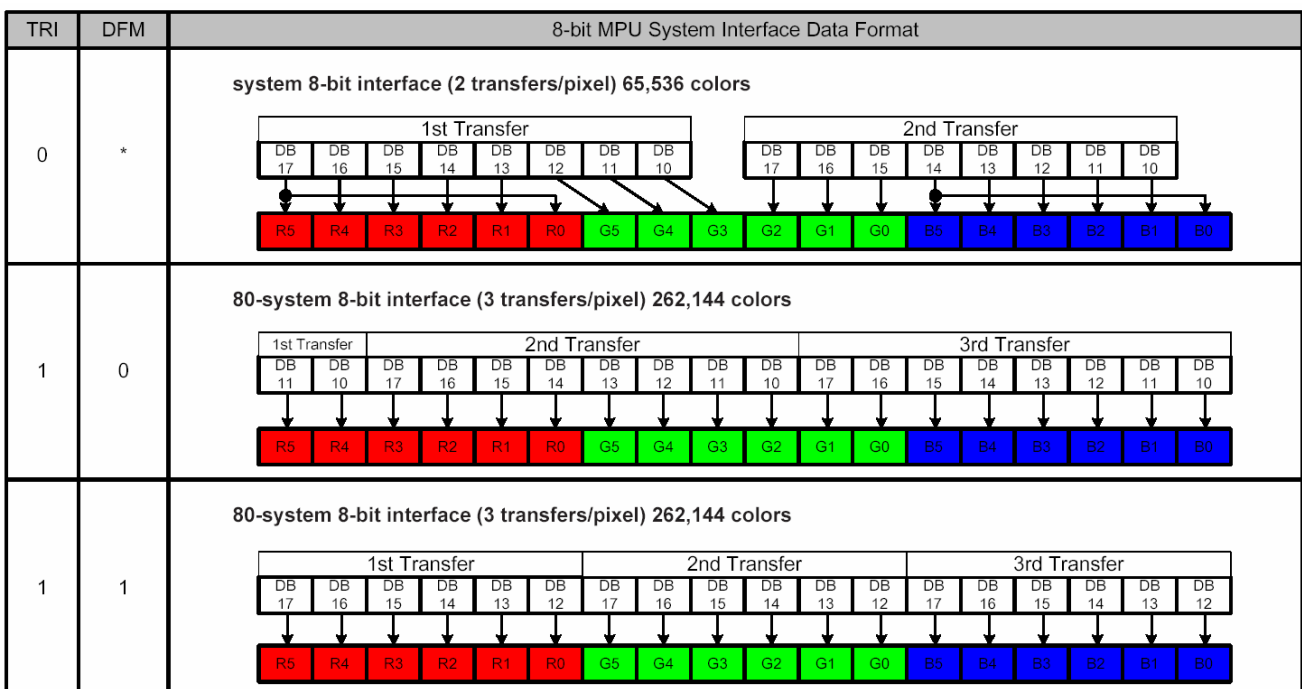 TRI DFM 8-bit MPU System Interface Data Format
system 8-bit interface (2 transfers/pixel) 65,536 colors
1st Transfer 2nd Transfer
0 * DB 17 DB 16 DB 15 DB 14 DB 13 DB 12 DB 11 DB 10 DB 17 DB 16 DB 15 DB 14 DB 13 DB 12 DB 11 DB 10
R5 R4 R3 R2 R1 R0 G5 G4 G3 G2 G1 G0 B5 B4 B3 B2 B1 B0
80-system 8-bit interface (3 transfers/pixel) 262,144 colors
1st Transfer 2nd Transfer 3rd Transfer
1 0 DB 11 DB 10 DB 17 DB 16 DB 15 DB 14 DB 13 DB 12 DB 11 DB 10 DB 17 DB 16 DB 15 DB 14 DB 13 DB 12 DB 11 DB 10
R5 R4 R3 R2 R1 R0 G5 G4 G3 G2 G1 G0 B5 B4 B3 B2 B1 B0
80-system 8-bit interface (3 transfers/pixel) 262,144 colors
1st Transfer 2nd Transfer 3rd Transfer
1 1 DB 17 DB 16 DB 15 DB 14 DB 13 DB 12 DB 17 DB 16 DB 15 DB 14 DB 13 DB 12 DB 17 DB 16 DB 15 DB 14 DB 13 DB 12
R5 R4 R3 R2 R1 R0 G5 G4 G3 G2 G1 G0 B5 B4 B3 B2 B1 B0